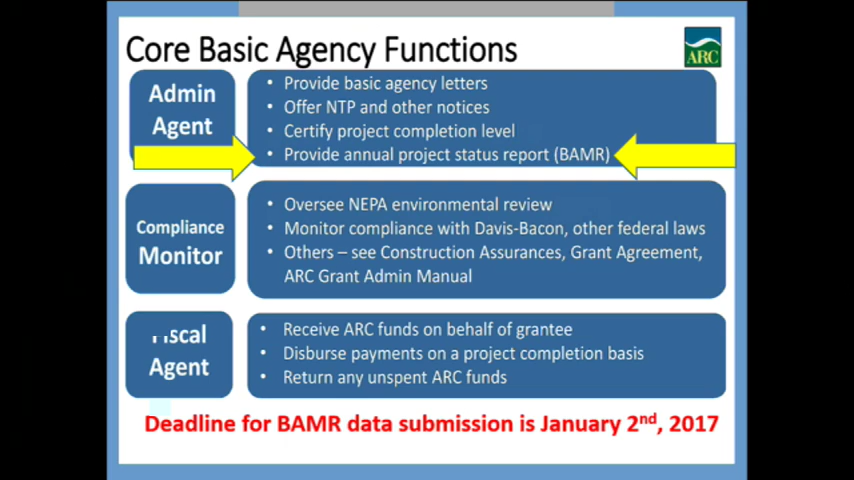 Core Basic Agency Functions
ARC
Admin
Agent
• Provide basic agency letters
• Offer NTP and other notices
• Certify project completion level
• Provide annual project status report (BAMR)
Compliance
Monitor
• Oversee NEPA environmental review
• Monitor compliance with Davis-Bacon, other federal laws
• Others – see Construction Assurances, Grant Agreement,
ARC Grant Admin Manual
Fiscal
Agent
• Receive ARC funds on behalf of grantee
• Disburse payments on a project completion basis
• Return any unspent ARC funds
Deadline for BAMR data submission is January 2nd, 2017